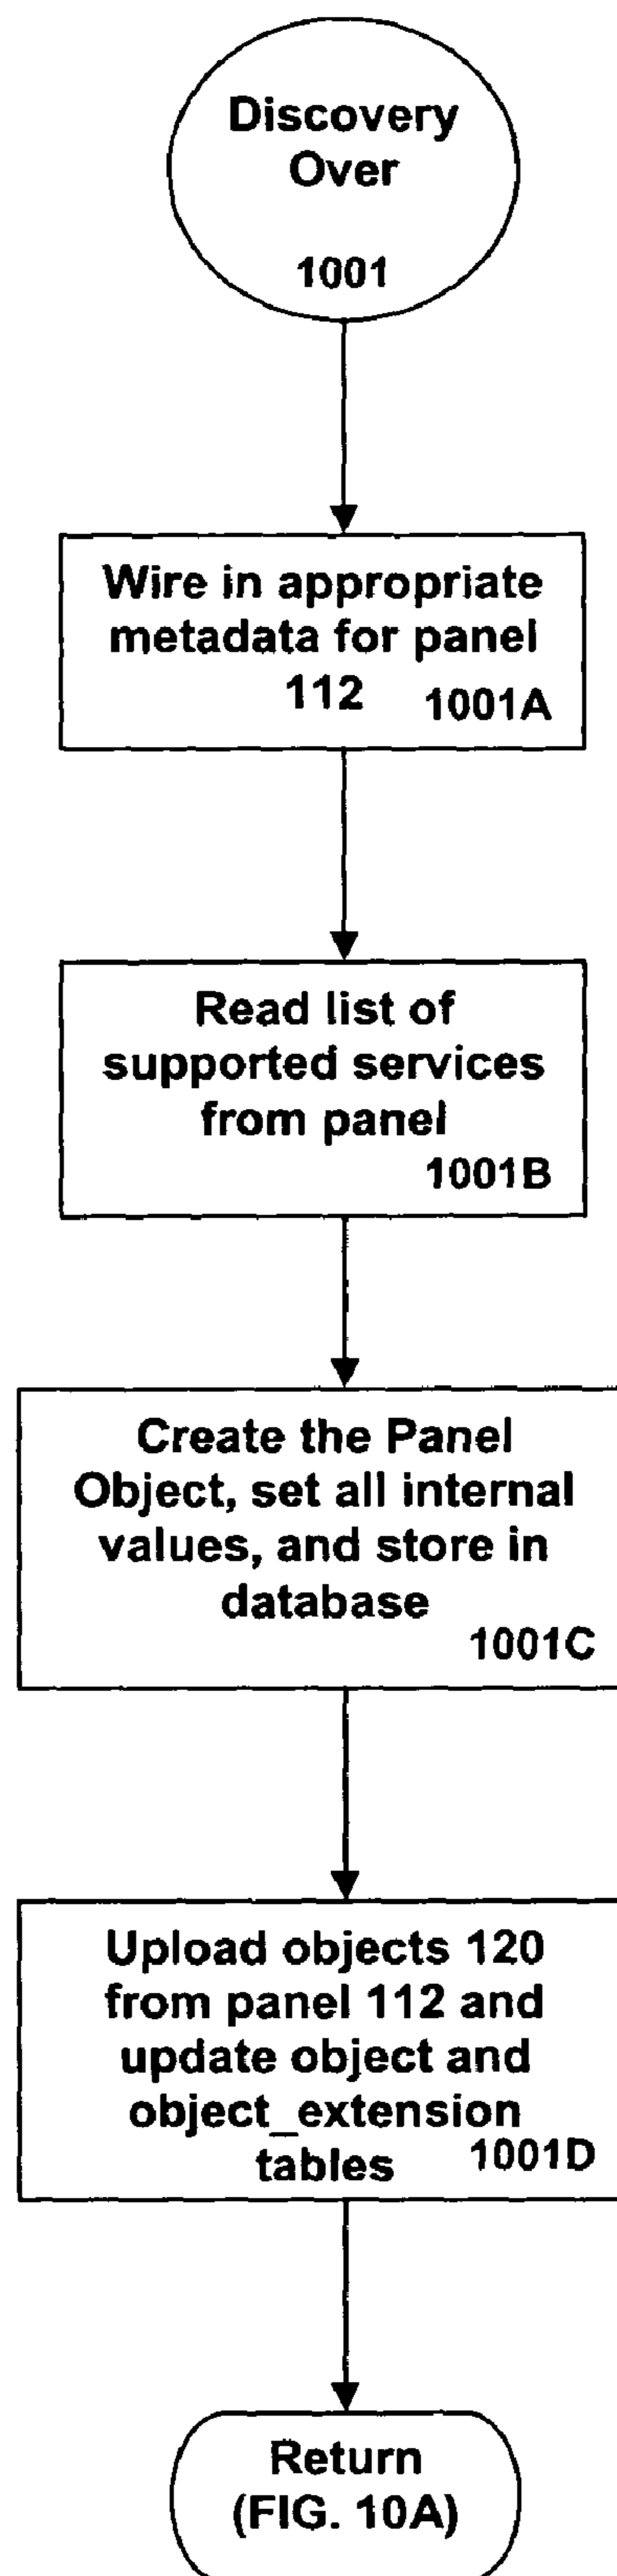 Discovery
Over
1001
Wire in appropriate
metadata for panel
112 1001A
Read list of
supported services
from panel
1001B
Create the Panel
Object, set all internal
values, and store in
database
1001C
Upload objects 120
from panel 112 and
update object and
object_extension
tables 1001D
Return
(FIG. 10A)